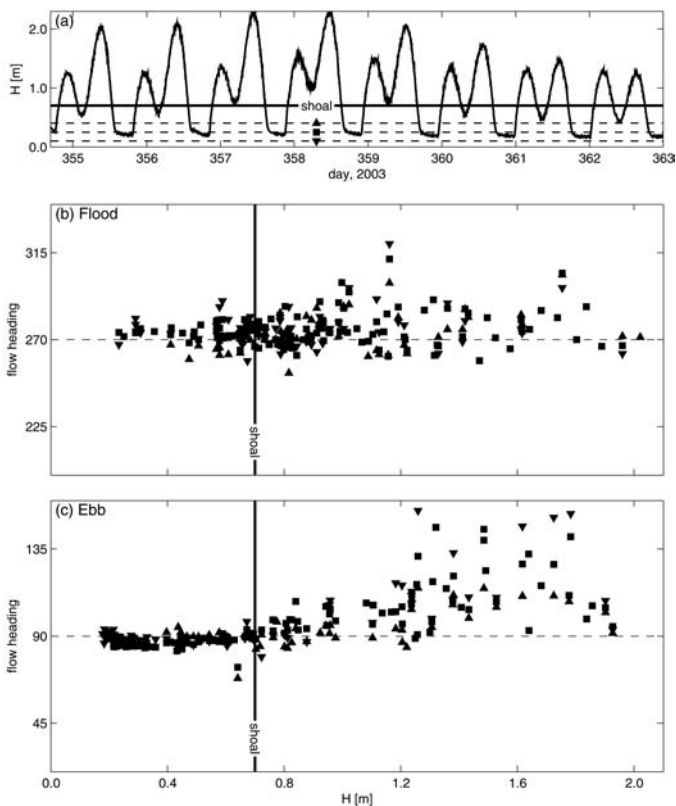 (a)
H [m]
2.0
1.0
0.0
shoal
355 356 357 358 359 360 361 362 363
day, 2003
(b) Flood
flow heading
315
270
225
shoal
(c) Ebb
flow heading
135
90
45
shoal
0.0 0.4 0.8 1.2 1.6 2.0
H [m]